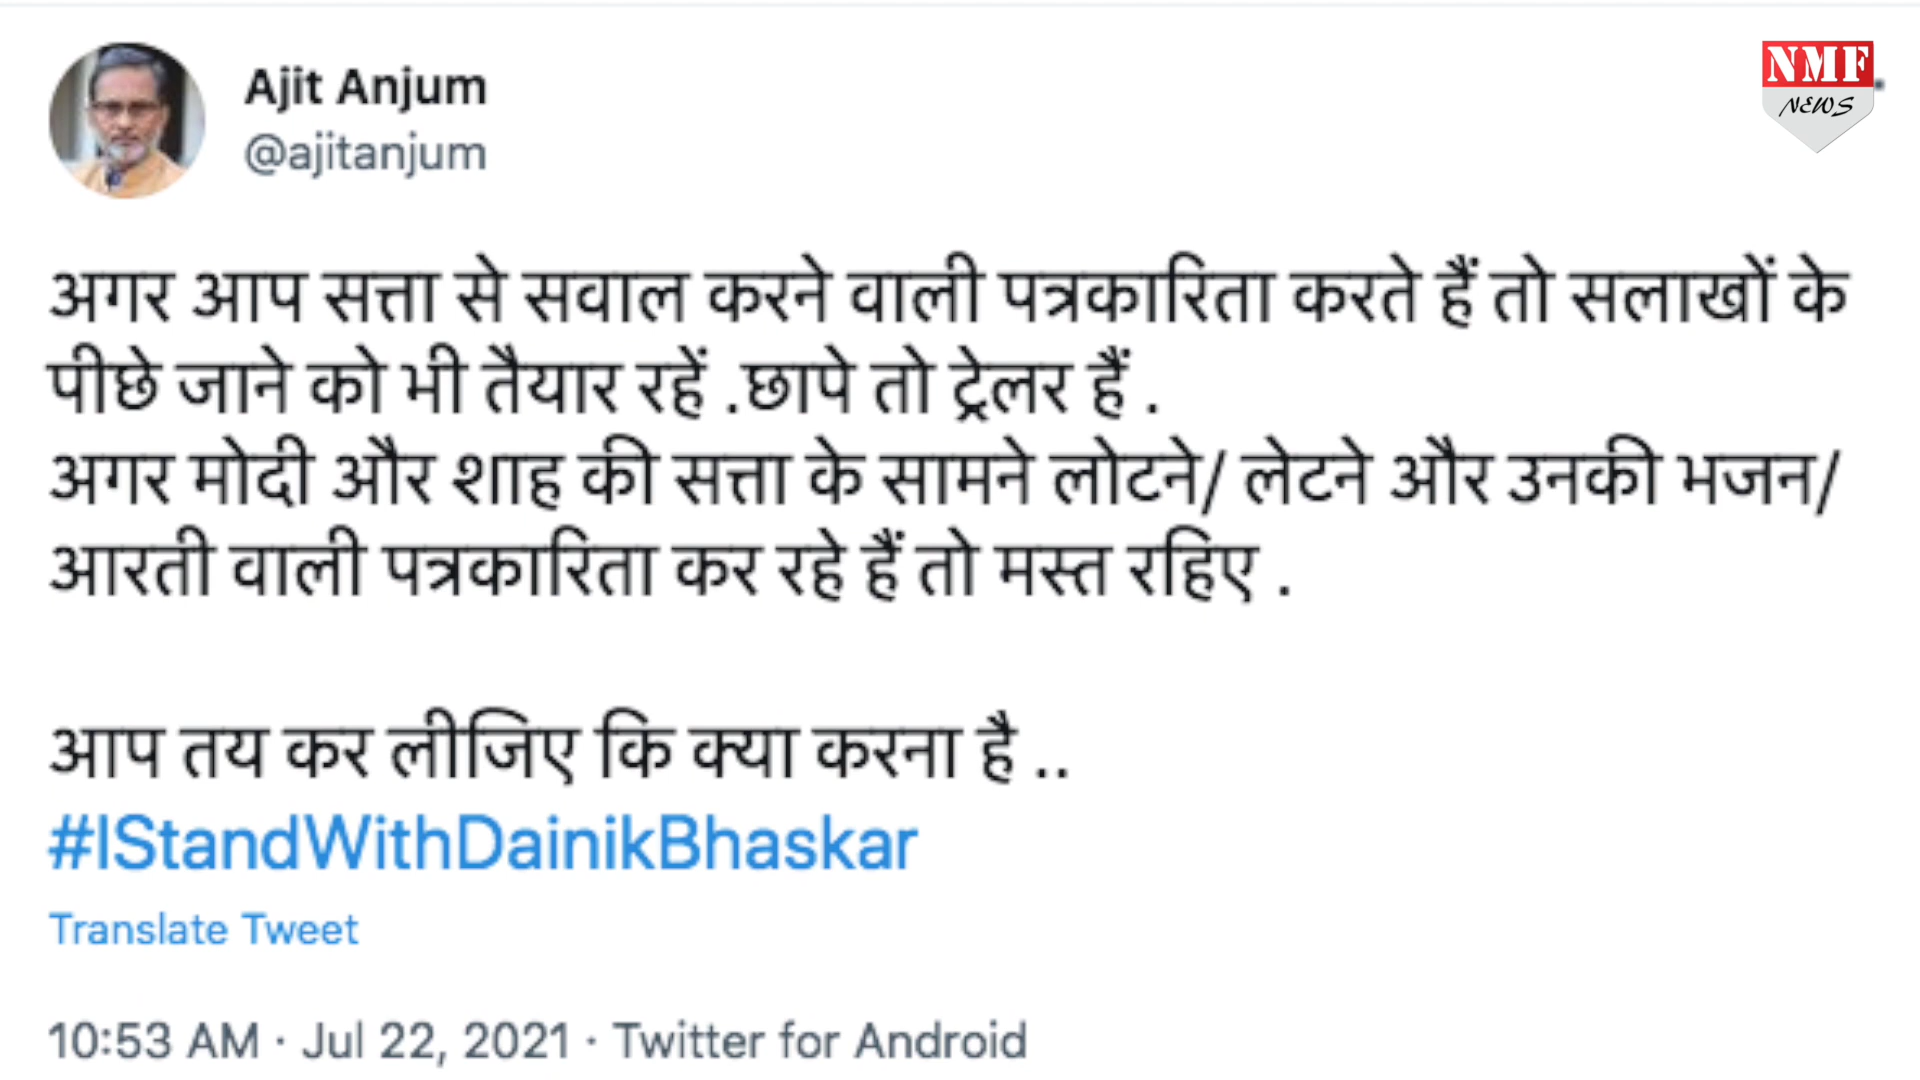 Ajit Anjum
@ajitanjum
NMF
NEWS
अगर आप सत्ता से सवाल करने वाली पत्रकारिता करते हैं तो सलाखों के
पीछे जाने को भी तैयार रहें .छापे तो ट्रेलर हैं .
अगर मोदी और शाह की सत्ता के सामने लोटने/ लेटने और उनकी भजन/
आरती वाली पत्रकारिता कर रहे हैं तो मस्त रहिए .
आप तय कर लीजिए कि क्या करना है ..
#IStandWithDainikBhaskar
Translate Tweet
10:53 AM · Jul 22, 2021 · Twitter for Android